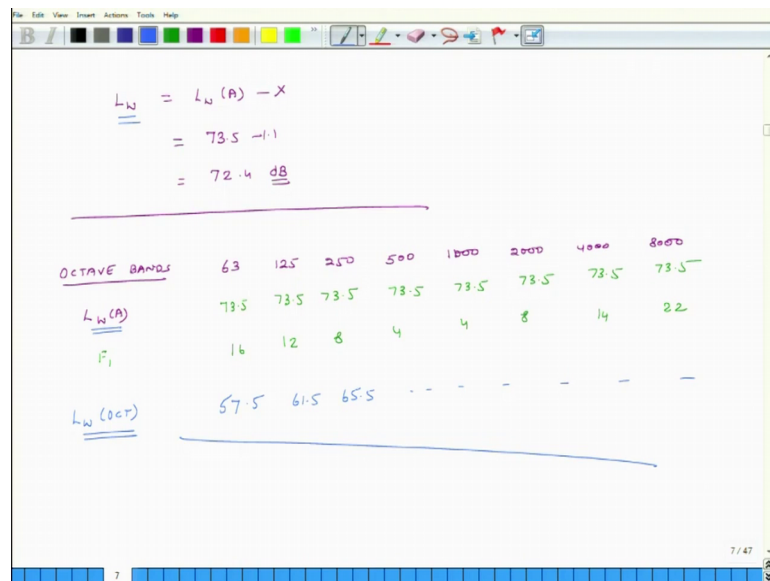 File Edit View Insert Actions Tools Help
B I
L_W = L_W (A) - X
= 73.5 - 1.1
= 72.4 dB
OCTAVE BANDS 63 125 250 500 1000 2000 4000 8000
L_W(A) 73.5 73.5 73.5 73.5 73.5 73.5 73.5 73.5
F_1 16 12 8 4 4 8 14 22
L_W (OCT) 57.5 61.5 65.5 -- - - - - -
7 / 47
7